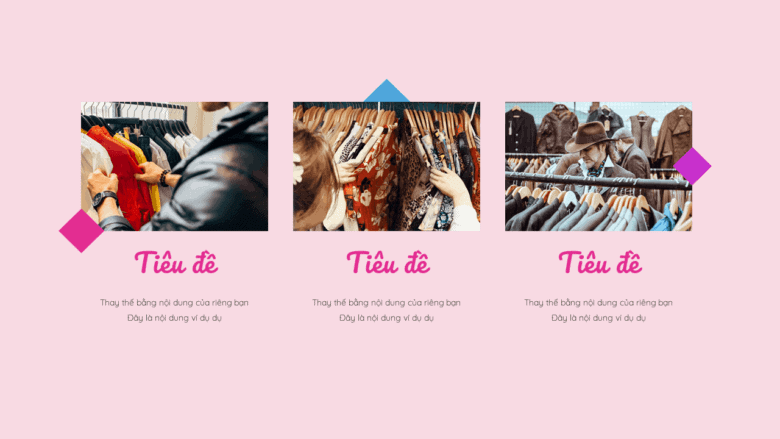 Tiêu đề
Thay thế bằng nội dung của riêng bạn
Đây là nội dung ví dụ dụ
Tiêu đề
Thay thế bằng nội dung của riêng bạn
Đây là nội dung ví dụ dụ
Tiêu đề
Thay thế bằng nội dung của riêng bạn
Đây là nội dung ví dụ dụ